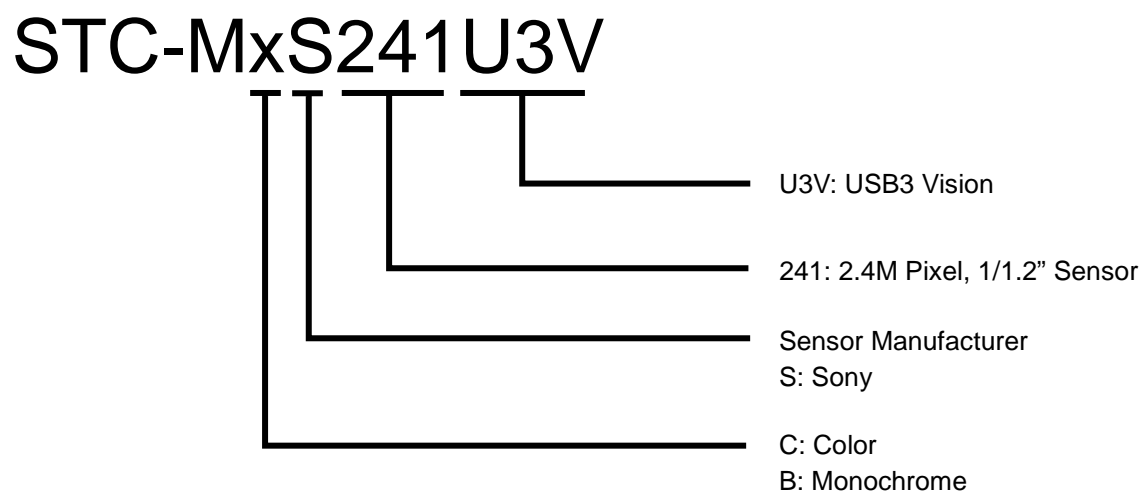 STC-MxS241U3V
U3V: USB3 Vision
241: 2.4M Pixel, 1/1.2” Sensor
Sensor Manufacturer
S: Sony
C: Color
B: Monochrome